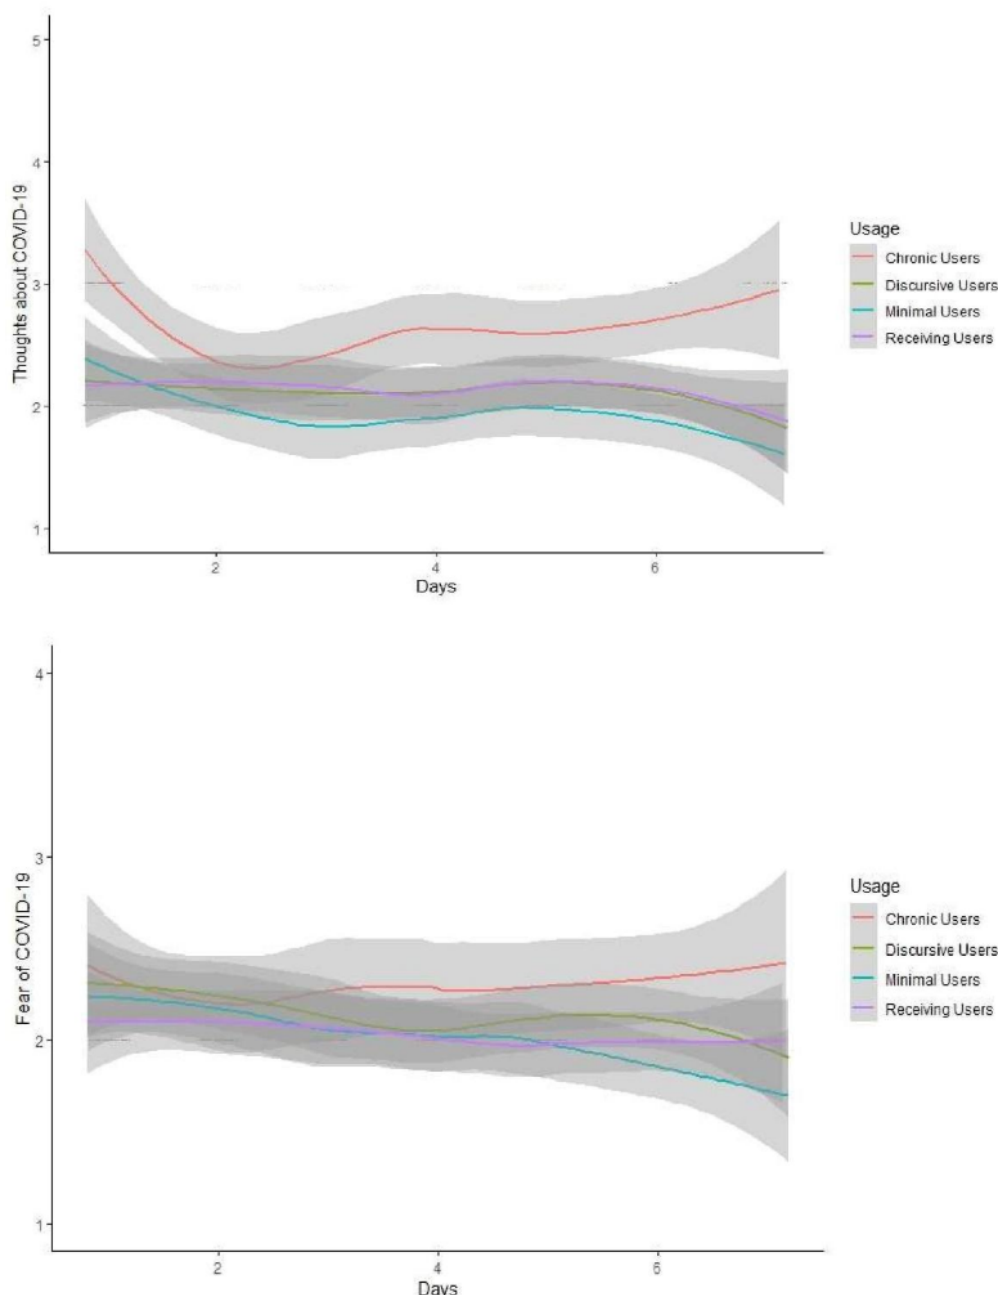 Thoughts about COVID-19
5
4
3
2
1
2
4
6
Days
Usage
Chronic Users
Discursive Users
Minimal Users
Receiving Users
Fear of COVID-19
4
3
2
1
2
4
6
Days
Usage
Chronic Users
Discursive Users
Minimal Users
Receiving Users